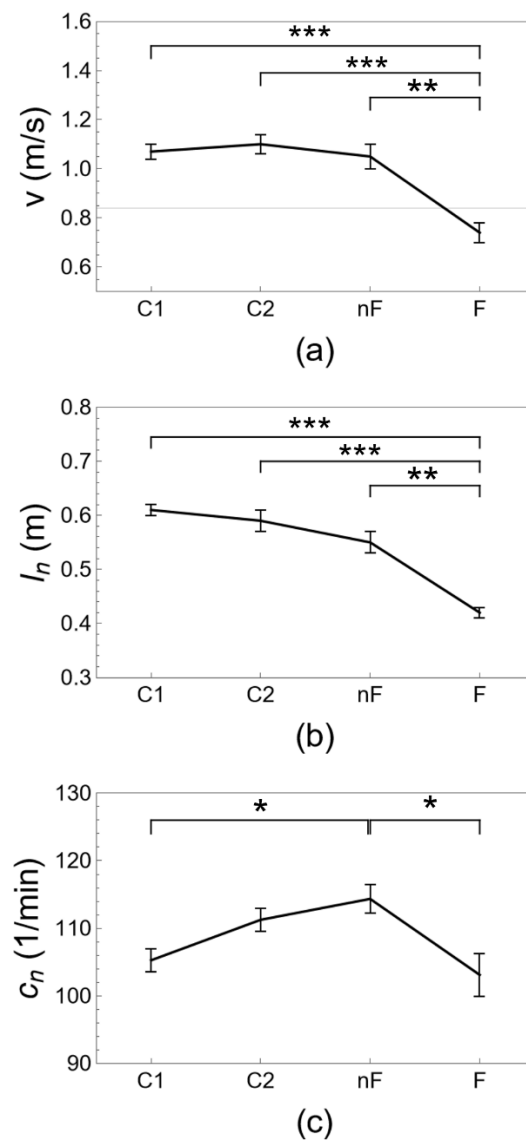 1.6
***
1.4
***
1.2
**
1.0
0.8
0.6
v (m/s)
C1 C2 nF F
(a)
0.8
***
0.7
***
**
0.6
0.5
0.4
0.3
l_n (m)
C1 C2 nF F
(b)
130
* *
120
110
100
90
c_n (1/min)
C1 C2 nF F
(c)